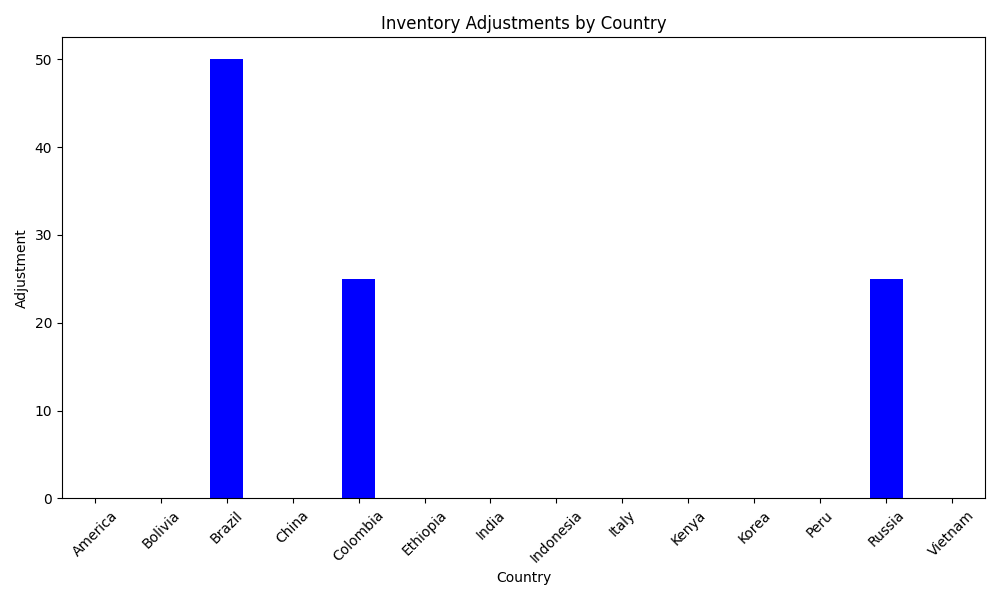 Inventory Adjustments by Country
Adjustment
50
40
30
20
10
0
America
Bolivia
Brazil
China
Colombia
Ethiopia
India
Indonesia
Italy
Kenya
Korea
Peru
Russia
Vietnam
Country